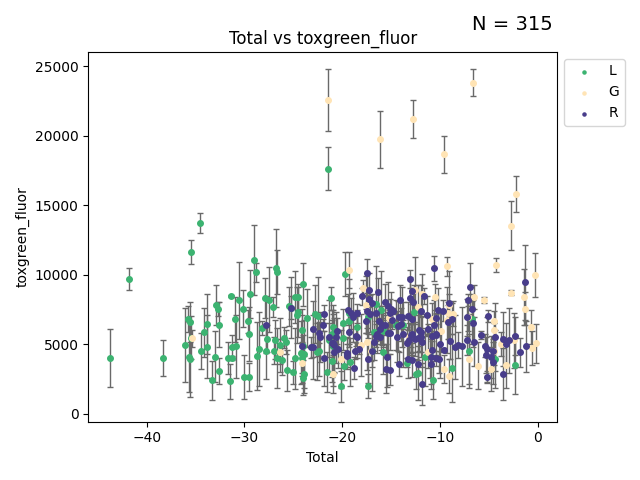 N = 315
Total vs toxgreen_fluor
25000
20000
15000
10000
5000
0
toxgreen_fluor
−40
−30
−20
−10
0
Total
L
G
R